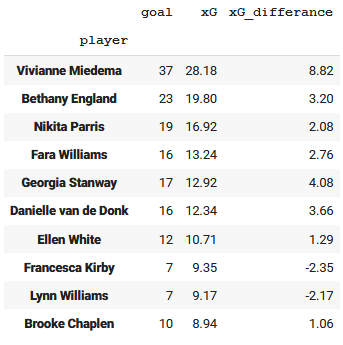 goal xG xG_differance
player
Vivianne Miedema 37 28.18 8.82
Bethany England 23 19.80 3.20
Nikita Parris 19 16.92 2.08
Fara Williams 16 13.24 2.76
Georgia Stanway 17 12.92 4.08
Danielle van de Donk 16 12.34 3.66
Ellen White 12 10.71 1.29
Francesca Kirby 7 9.35 -2.35
Lynn Williams 7 9.17 -2.17
Brooke Chaplen 10 8.94 1.06